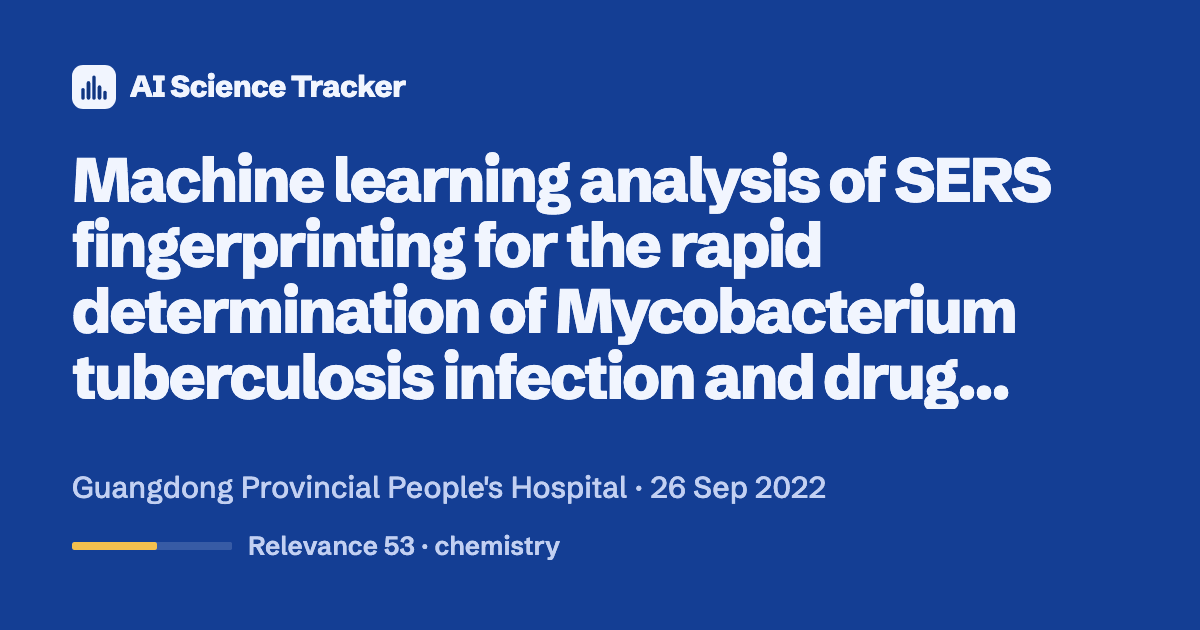 AI Science Tracker
Machine learning analysis of SERS
fingerprinting for the rapid
determination of Mycobacterium
tuberculosis infection and drug...
Guangdong Provincial People's Hospital · 26 Sep 2022
Relevance 53 · chemistry